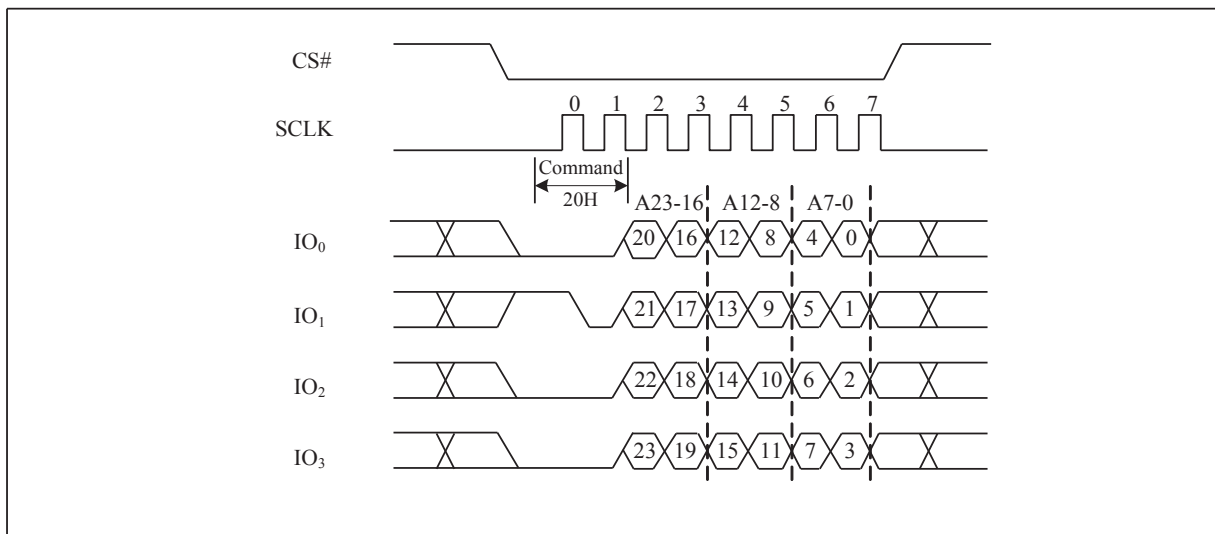 CS#
0 1 2 3 4 5 6 7
SCLK
Command
20H
A23-16 A12-8 A7-0
IO0 20 16 12 8 4 0
IO1 21 17 13 9 5 1
IO2 22 18 14 10 6 2
IO3 23 19 15 11 7 3